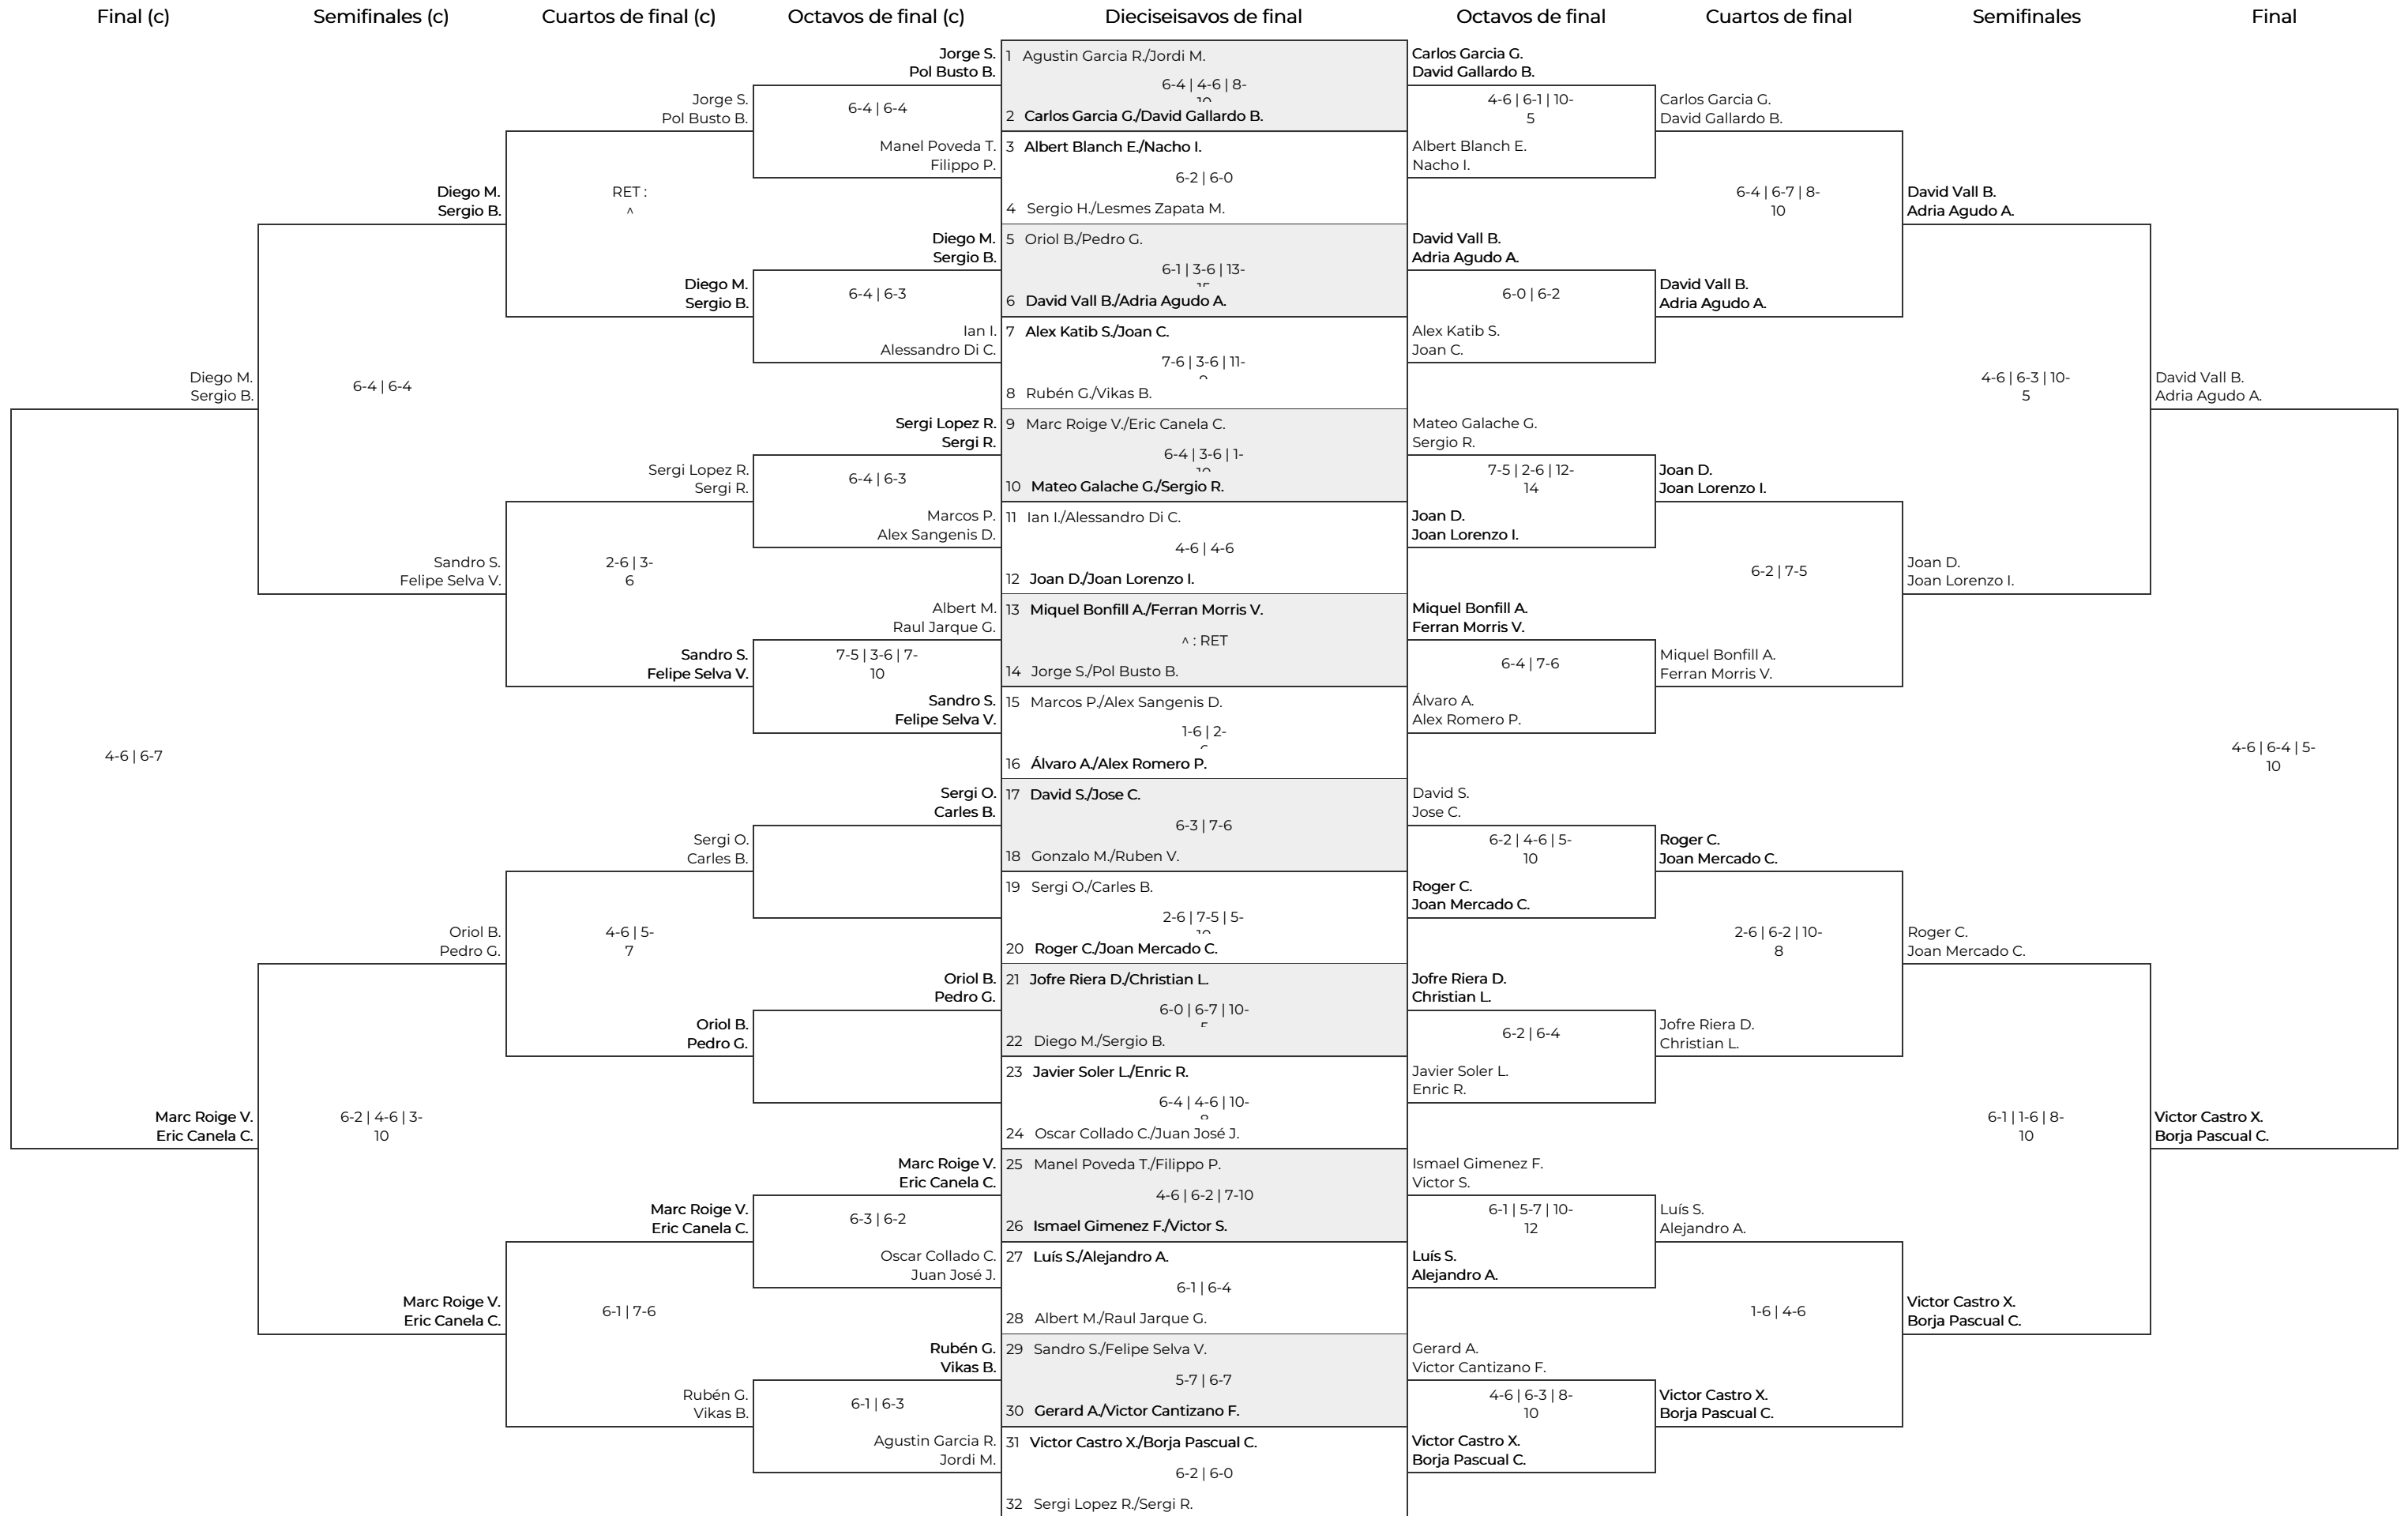 Final (c)
Semifinales (c)
Cuartos de final (c)
Octavos de final (c)
Dieciseisavos de final
Octavos de final
Cuartos de final
Semifinales
Final
Diego M.
Sergio B.
4-6 | 6-7
Marc Roige V.
Eric Canela C.
Diego M.
Sergio B.
6-4 | 6-4
Sandro S.
Felipe Selva V.
Oriol B.
Pedro G.
6-2 | 4-6 | 3-
10
Marc Roige V.
Eric Canela C.
Jorge S.
Pol Busto B.
RET :
^
Diego M.
Sergio B.
Sergi Lopez R.
Sergi R.
2-6 | 3-
6
Sandro S.
Felipe Selva V.
Sergi O.
Carles B.
4-6 | 5-
7
Oriol B.
Pedro G.
Marc Roige V.
Eric Canela C.
6-1 | 7-6
Rubén G.
Vikas B.
Jorge S.
Pol Busto B.
6-4 | 6-4
Manel Poveda T.
Filippo P.
Diego M.
Sergio B.
6-4 | 6-3
Ian I.
Alessandro Di C.
Sergi Lopez R.
Sergi R.
6-4 | 6-3
Marcos P.
Alex Sangenis D.
Albert M.
Raul Jarque G.
7-5 | 3-6 | 7-
10
Sandro S.
Felipe Selva V.
Sergi O.
Carles B.
Oriol B.
Pedro G.
Marc Roige V.
Eric Canela C.
6-3 | 6-2
Oscar Collado C.
Juan José J.
Rubén G.
Vikas B.
6-1 | 6-3
Agustin Garcia R.
Jordi M.
1 Agustin Garcia R./Jordi M.
6-4 | 4-6 | 8-
2 Carlos Garcia G./David Gallardo B.
3 Albert Blanch E./Nacho I.
6-2 | 6-0
4 Sergio H./Lesmes Zapata M.
5 Oriol B./Pedro G.
6-1 | 3-6 | 13-
6 David Vall B./Adria Agudo A.
7 Alex Katib S./Joan C.
7-6 | 3-6 | 11-
8 Rubén G./Vikas B.
9 Marc Roige V./Eric Canela C.
6-4 | 3-6 | 1-
10 Mateo Galache G./Sergio R.
11 Ian I./Alessandro Di C.
4-6 | 4-6
12 Joan D./Joan Lorenzo I.
13 Miquel Bonfill A./Ferran Morris V.
^ : RET
14 Jorge S./Pol Busto B.
15 Marcos P./Alex Sangenis D.
1-6 | 2-
16 Álvaro A./Alex Romero P.
17 David S./Jose C.
6-3 | 7-6
18 Gonzalo M./Ruben V.
19 Sergi O./Carles B.
2-6 | 7-5 | 5-
20 Roger C./Joan Mercado C.
21 Jofre Riera D./Christian L.
6-0 | 6-7 | 10-
22 Diego M./Sergio B.
23 Javier Soler L./Enric R.
6-4 | 4-6 | 10-
24 Oscar Collado C./Juan José J.
25 Manel Poveda T./Filippo P.
4-6 | 6-2 | 7-10
26 Ismael Gimenez F./Victor S.
27 Luís S./Alejandro A.
6-1 | 6-4
28 Albert M./Raul Jarque G.
29 Sandro S./Felipe Selva V.
5-7 | 6-7
30 Gerard A./Victor Cantizano F.
31 Victor Castro X./Borja Pascual C.
6-2 | 6-0
32 Sergi Lopez R./Sergi R.
Carlos Garcia G.
David Gallardo B.
4-6 | 6-1 | 10-
5
Albert Blanch E.
Nacho I.
David Vall B.
Adria Agudo A.
6-0 | 6-2
Alex Katib S.
Joan C.
Mateo Galache G.
Sergio R.
7-5 | 2-6 | 12-
14
Joan D.
Joan Lorenzo I.
Miquel Bonfill A.
Ferran Morris V.
6-4 | 7-6
Álvaro A.
Alex Romero P.
David S.
Jose C.
6-2 | 4-6 | 5-
10
Roger C.
Joan Mercado C.
Jofre Riera D.
Christian L.
6-2 | 6-4
Javier Soler L.
Enric R.
Ismael Gimenez F.
Victor S.
6-1 | 5-7 | 10-
12
Luís S.
Alejandro A.
Gerard A.
Victor Cantizano F.
4-6 | 6-3 | 8-
10
Victor Castro X.
Borja Pascual C.
Carlos Garcia G.
David Gallardo B.
6-4 | 6-7 | 8-
10
David Vall B.
Adria Agudo A.
Joan D.
Joan Lorenzo I.
6-2 | 7-5
Miquel Bonfill A.
Ferran Morris V.
Roger C.
Joan Mercado C.
2-6 | 6-2 | 10-
8
Jofre Riera D.
Christian L.
Luís S.
Alejandro A.
1-6 | 4-6
Victor Castro X.
Borja Pascual C.
David Vall B.
Adria Agudo A.
4-6 | 6-3 | 10-
5
Joan D.
Joan Lorenzo I.
Roger C.
Joan Mercado C.
6-1 | 1-6 | 8-
10
Victor Castro X.
Borja Pascual C.
David Vall B.
Adria Agudo A.
4-6 | 6-4 | 5-
10
Victor Castro X.
Borja Pascual C.